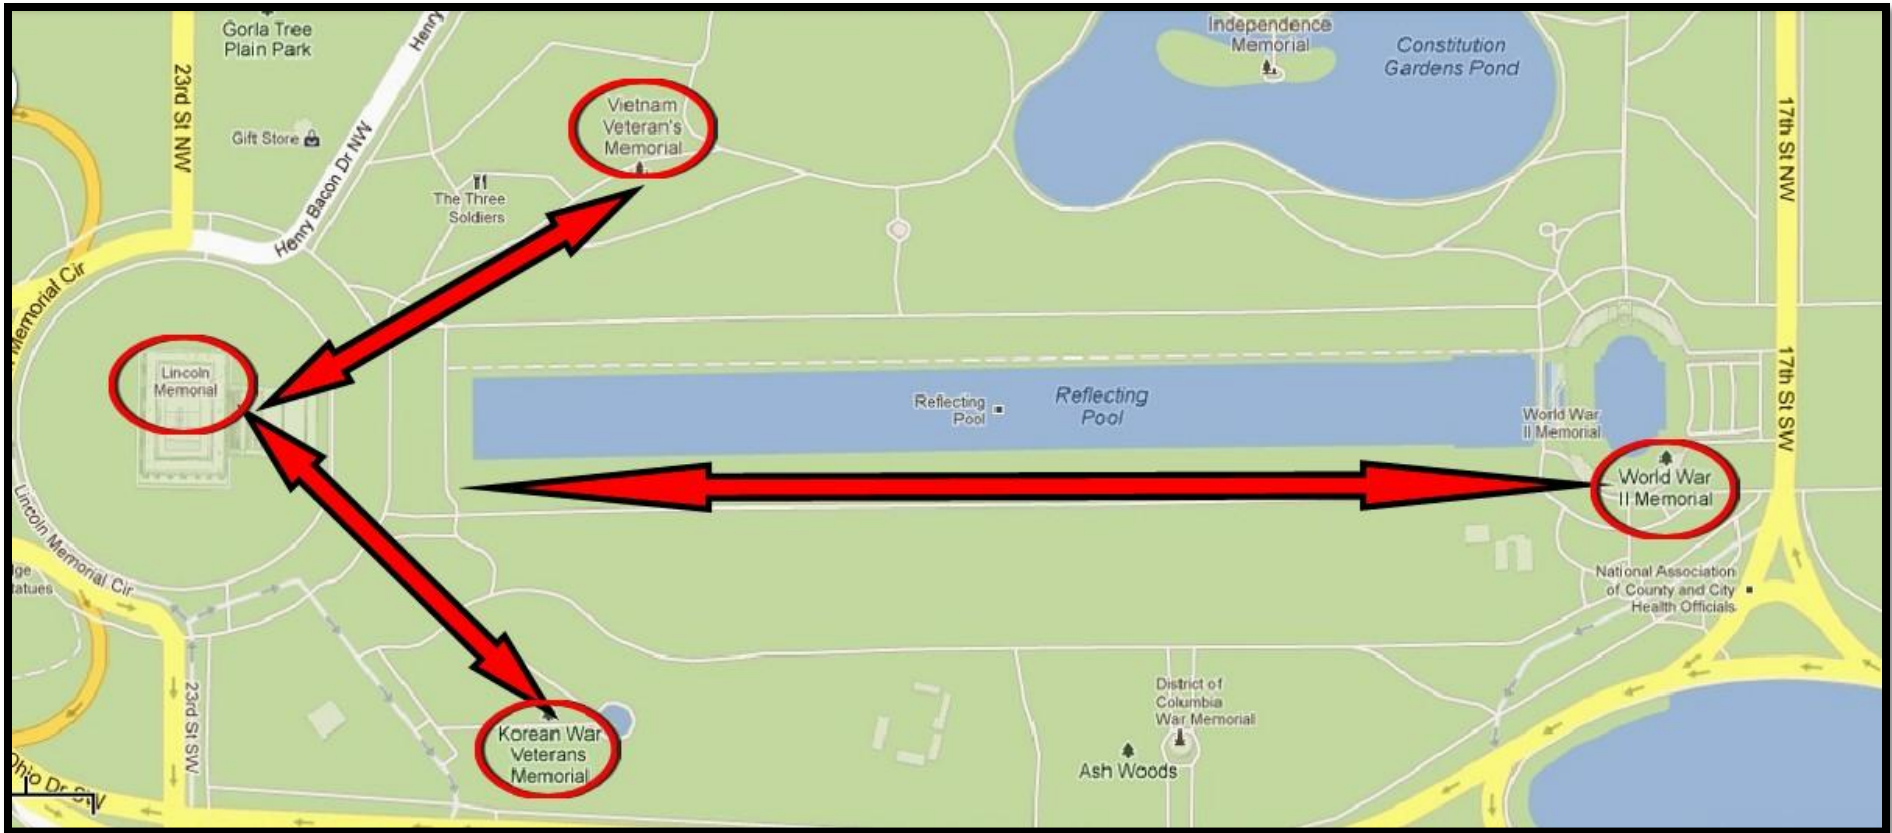 Gorla Tree
Plain Park
Henry
23rd St NW
Gift Store
Henry Bacon Dr NW
Vietnam
Veteran's
Memorial
The Three
Soldiers
Independence
Memorial
Constitution
Gardens Pond
17th St NW
Memorial Cir
Lincoln
Memorial
Reflecting
Pool
Reflecting
Pool
World War
II Memorial
17th St SW
World War
II Memorial
Lincoln Memorial Cir
National Association
of County and City
Health Officials
23rd St SW
Korean War
Veterans
Memorial
District of
Columbia
War Memorial
Ash Woods
Ohio Dr SW